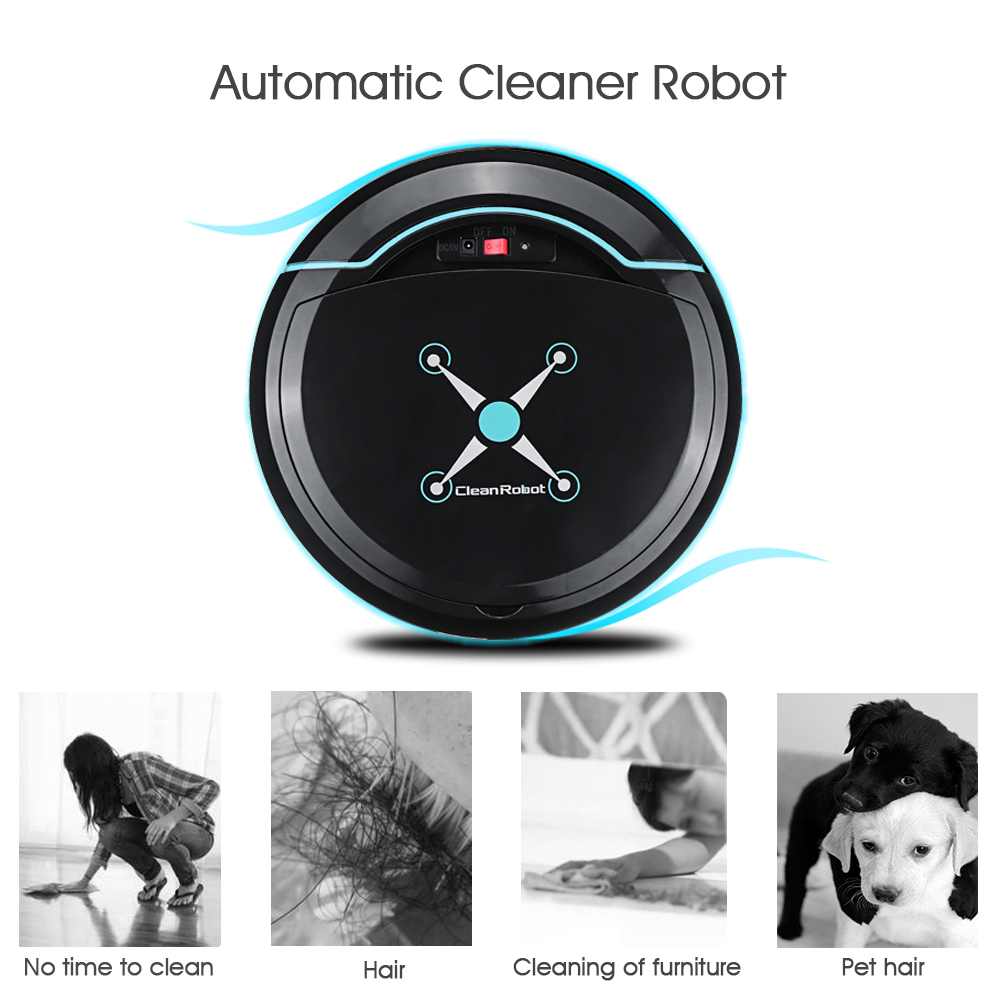 Automatic Cleaner Robot
OFF ON
DC5V
CleanRobot
No time to clean
Hair
Cleaning of furniture
Pet hair